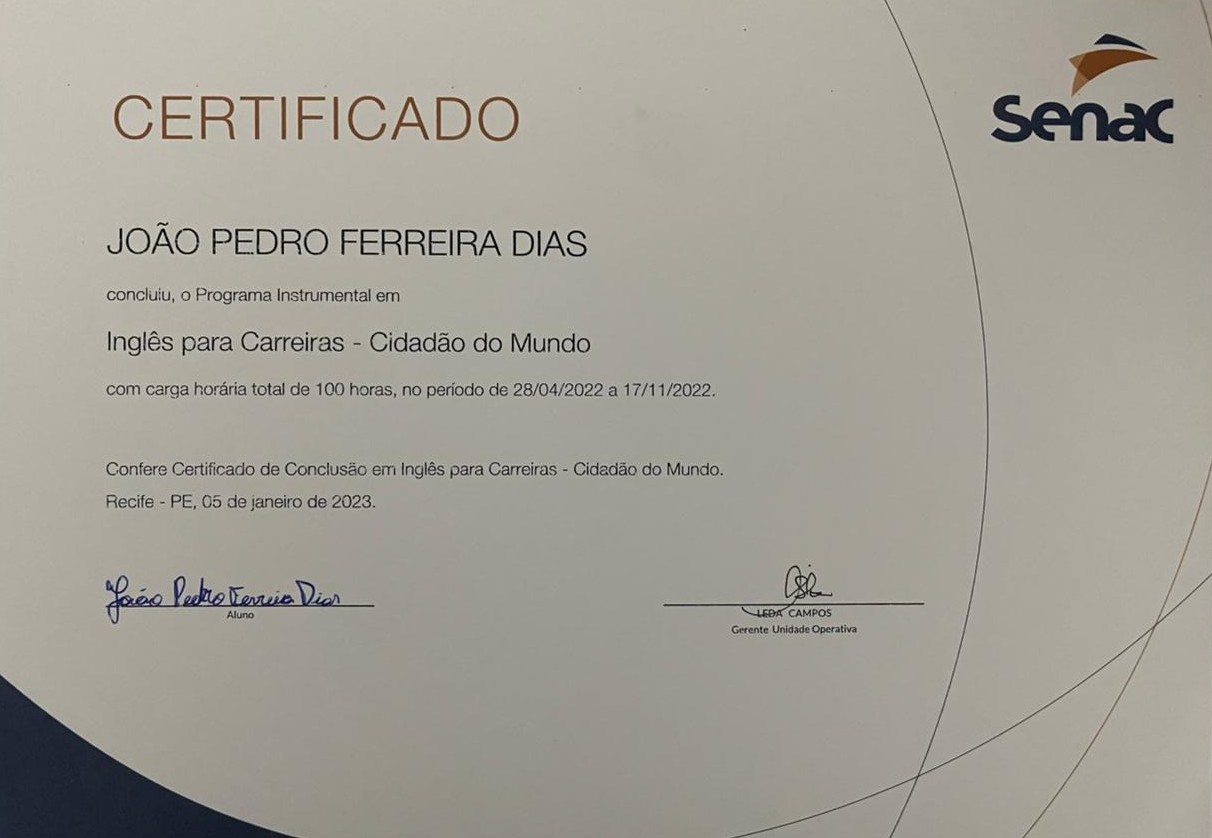 Senac
CERTIFICADO
JOÃO PEDRO FERREIRA DIAS
concluiu, o Programa Instrumental em
Inglês para Carreiras - Cidadão do Mundo
com carga horária total de 100 horas, no período de 28/04/2022 a 17/11/2022.
Confere Certificado de Conclusão em Inglês para Carreiras - Cidadão do Mundo.
Recife - PE, 05 de janeiro de 2023.
João Pedro Ferreira Dias
Aluno
LEDA CAMPOS
Gerente Unidade Operativa